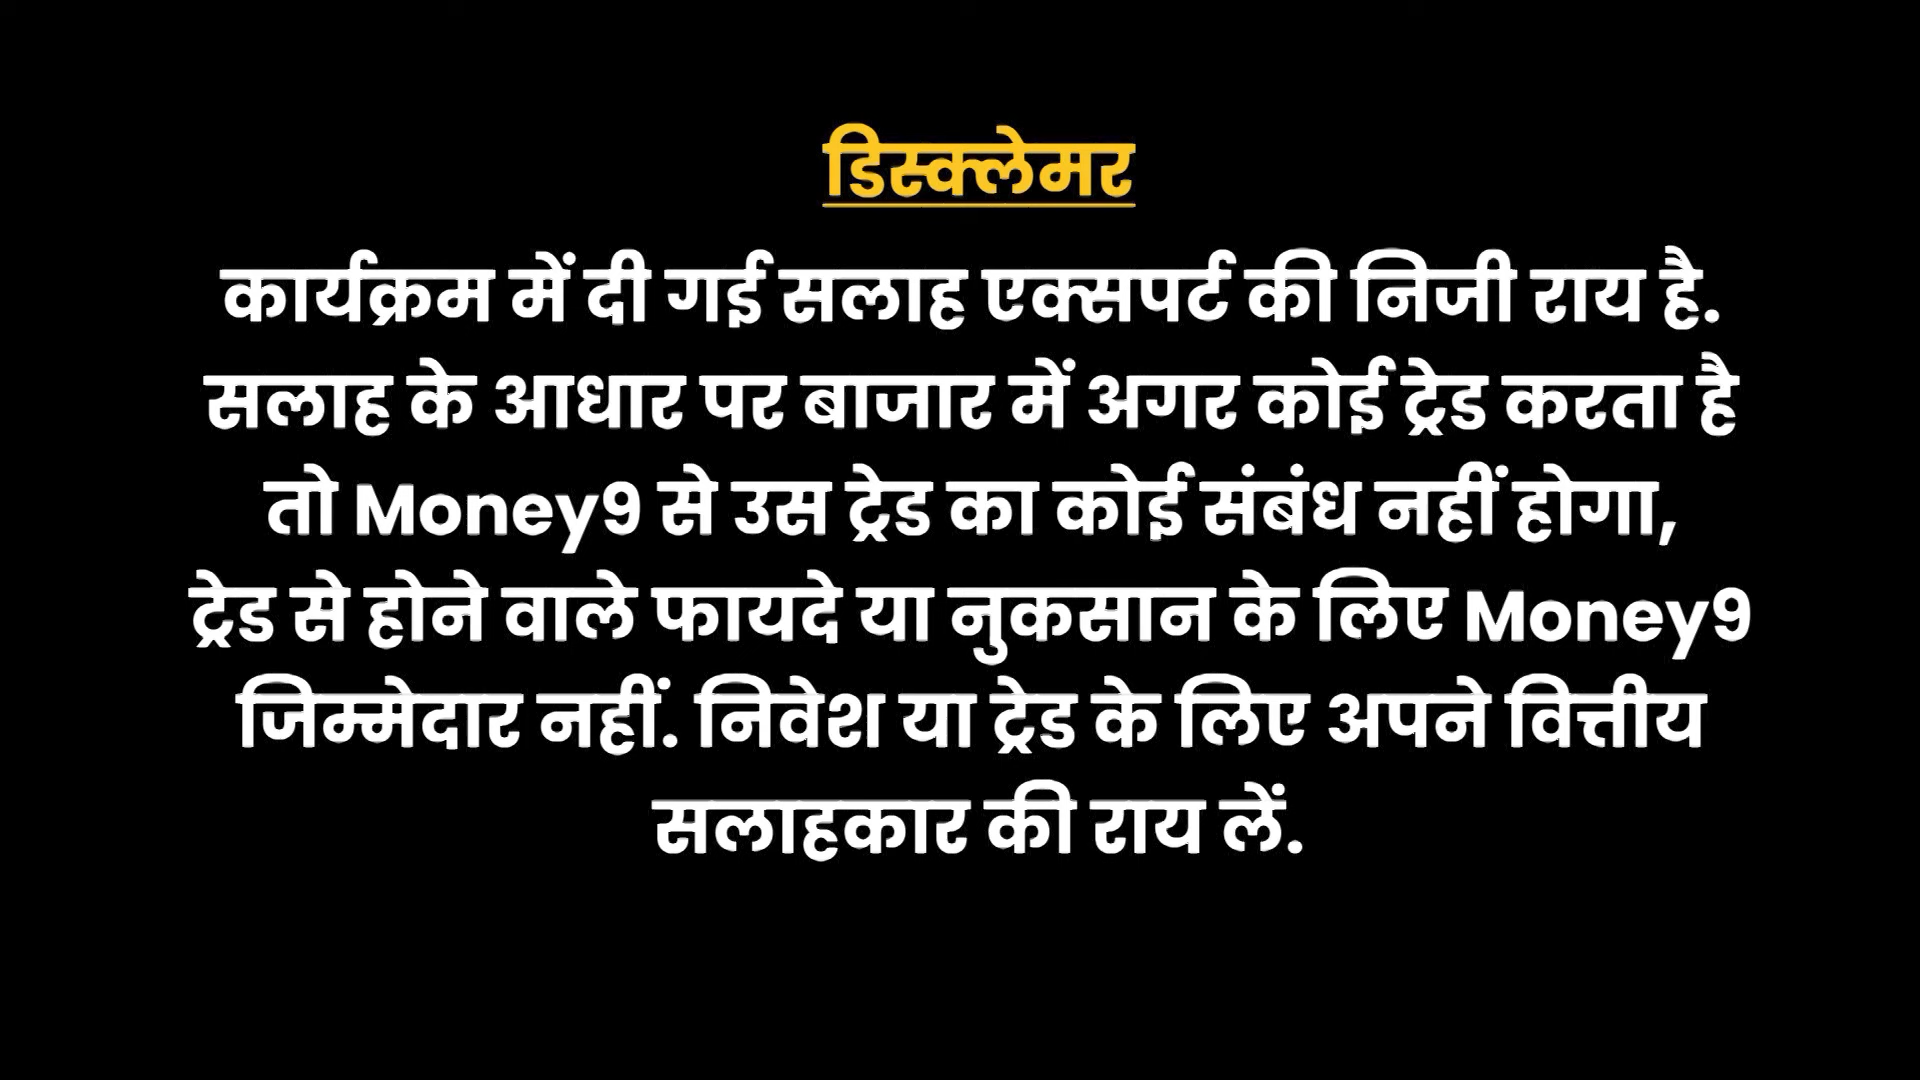 डिस्क्लेमर
कार्यक्रम में दी गई सलाह एक्सपर्ट की निजी राय है.
सलाह के आधार पर बाजार में अगर कोई ट्रेड करता है
तो Money9 से उस ट्रेड का कोई संबंध नहीं होगा,
ट्रेड से होने वाले फायदे या नुकसान के लिए Money9
जिम्मेदार नहीं. निवेश या ट्रेड के लिए अपने वित्तीय
सलाहकार की राय लें.